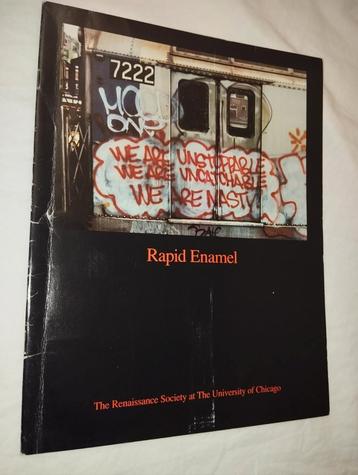 7222
WE ARE UNSTOPPABLE
WE ARE UNCATCHABLE
WE ARE NASTY
Rapid Enamel
The Renaissance Society at The University of Chicago